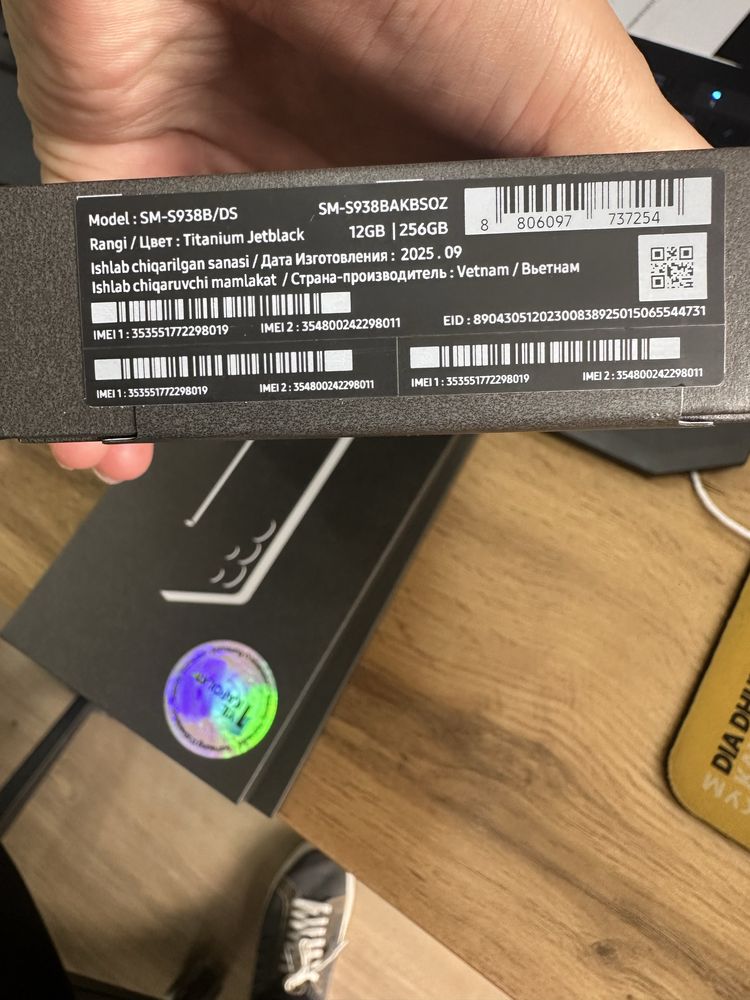 Model : SM-S938B/DS
SM-S938BAKBSOZ
Rangi / Цвет : Titanium Jetblack
12GB | 256GB
8 806097 737254
Ishlab chiqarilgan sanasi / Дата Изготовления : 2025 . 09
Ishlab chiqaruvchi mamlakat / Страна-производитель : Vetnam / Вьетнам
IMEI 1 : 353551772298019
IMEI 2 : 354800242298011
EID : 89043051202300838925015065544731
IMEI 1 : 353551772298019
IMEI 2 : 354800242298011
IMEI 1 : 353551772298019
IMEI 2 : 354800242298011
DIA DH